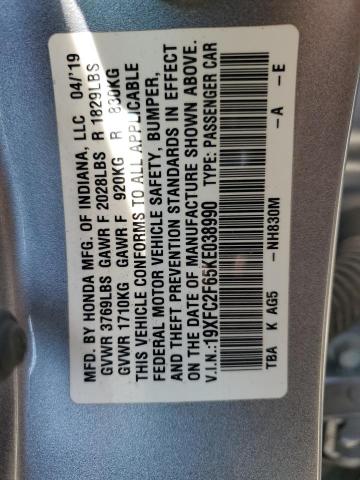 MFD. BY HONDA MFG. OF INDIANA, LLC 04/'19
GVWR 3769LBS GAWR F 2028LBS R 1829LBS
GVWR 1710KG GAWR F 920KG R 830KG
THIS VEHICLE CONFORMS TO ALL APPLICABLE
FEDERAL MOTOR VEHICLE SAFETY, BUMPER,
AND THEFT PREVENTION STANDARDS IN EFFECT
ON THE DATE OF MANUFACTURE SHOWN ABOVE.
V.I.N.:19XFC2F65KE038990 TYPE: PASSENGER CAR
TBA K AG5 -NH830M -A -E